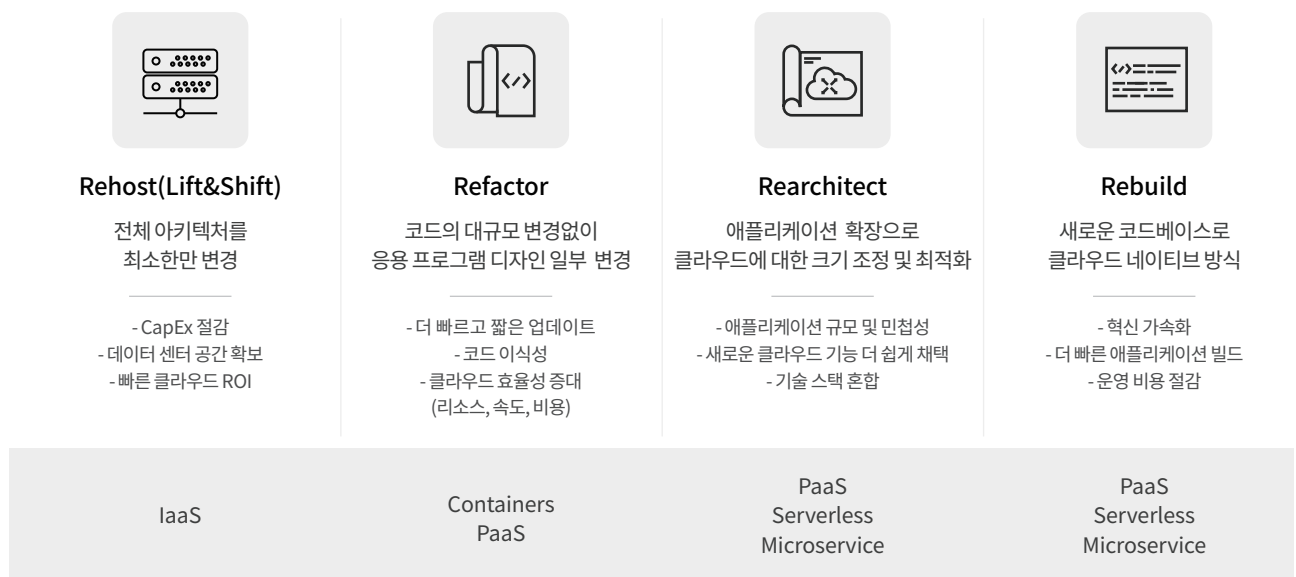 Rehost(Lift&Shift)
전체 아키텍처를
최소한만 변경
- CapEx 절감
- 데이터 센터 공간 확보
- 빠른 클라우드 ROI
IaaS
Refactor
코드의 대규모 변경없이
응용 프로그램 디자인 일부 변경
- 더 빠르고 짧은 업데이트
- 코드 이식성
- 클라우드 효율성 증대
(리소스, 속도, 비용)
Containers
PaaS
Rearchitect
애플리케이션 확장으로
클라우드에 대한 크기 조정 및 최적화
- 애플리케이션 규모 및 민첩성
- 새로운 클라우드 기능 더 쉽게 채택
- 기술 스택 혼합
PaaS
Serverless
Microservice
Rebuild
새로운 코드베이스로
클라우드 네이티브 방식
- 혁신 가속화
- 더 빠른 애플리케이션 빌드
- 운영 비용 절감
PaaS
Serverless
Microservice